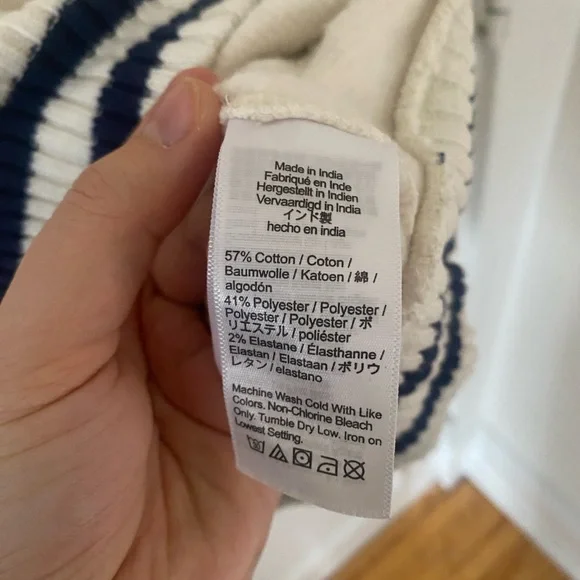 Made in India
Fabriqué en Inde
Hergestellt in Indien
Vervaardigd in India
インド製
hecho en india
57% Cotton / Coton /
Baumwolle / Katoen / 綿 /
algodón
41% Polyester / Polyester /
Polyester / Polyester / ポ
リエステル / poliéster
2% Elastane / Élasthanne /
Elastan / Elastaan / ポリウ
レタン / elastano
Machine Wash Cold With Like
Colors. Non-Chlorine Bleach
Only. Tumble Dry Low. Iron on
Lowest Setting.